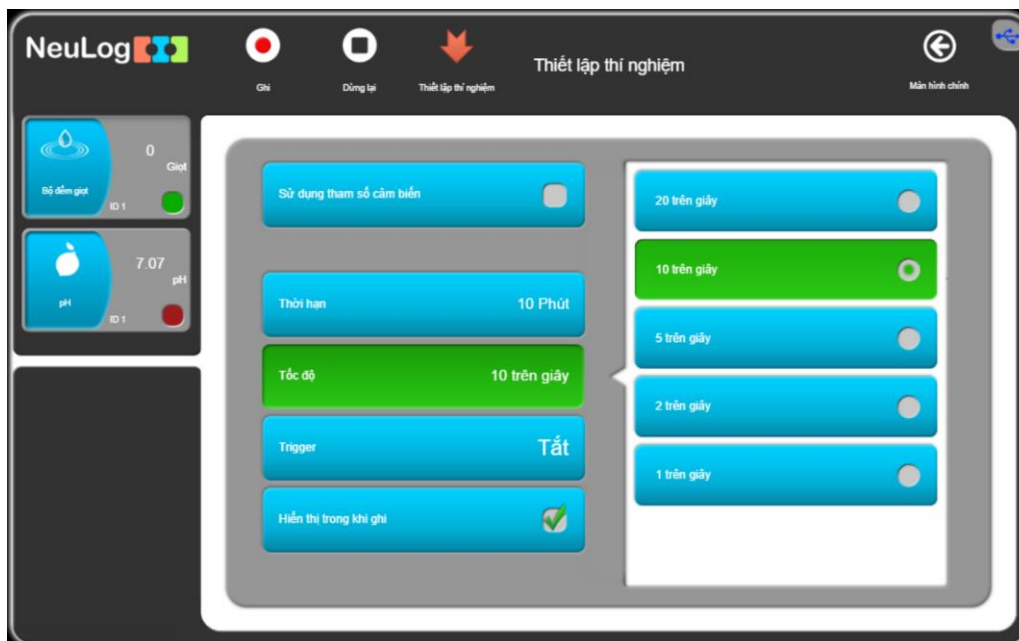 NeuLog
Ghi
Dừng lại
Thiết lập thí nghiệm
Thiết lập thí nghiệm
Màn hình chính
0
Giọt
Bộ đếm giọt
ID 1
7.07
pH
pH
ID 1
Sử dụng tham số cảm biến
Thời hạn 10 Phút
Tốc độ 10 trên giây
Trigger Tắt
Hiển thị trong khi ghi
20 trên giây
10 trên giây
5 trên giây
2 trên giây
1 trên giây